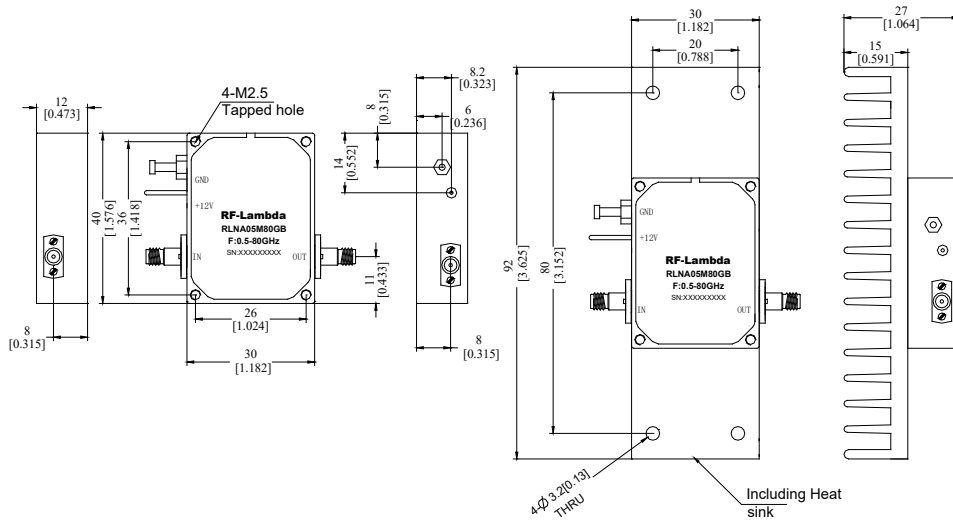 12
[0.473]
8
[0.315]
4-M2.5
Tapped hole
40
[1.576]
36
[1.418]
GND
+12V
RF-Lambda
RLNA05M80GB
F:0.5-80GHz
SN:XXXXXXXXX
IN
OUT
26
[1.024]
30
[1.182]
8.2
[0.323]
6
[0.236]
8
[0.315]
14
[0.552]
11
[0.433]
8
[0.315]
30
[1.182]
20
[0.788]
92
[3.625]
80
[3.152]
GND
+12V
RF-Lambda
RLNA05M80GB
F:0.5-80GHz
SN:XXXXXXXXX
IN
OUT
4-Ø3.2[0.13]
THRU
Including Heat
sink
27
[1.064]
15
[0.591]